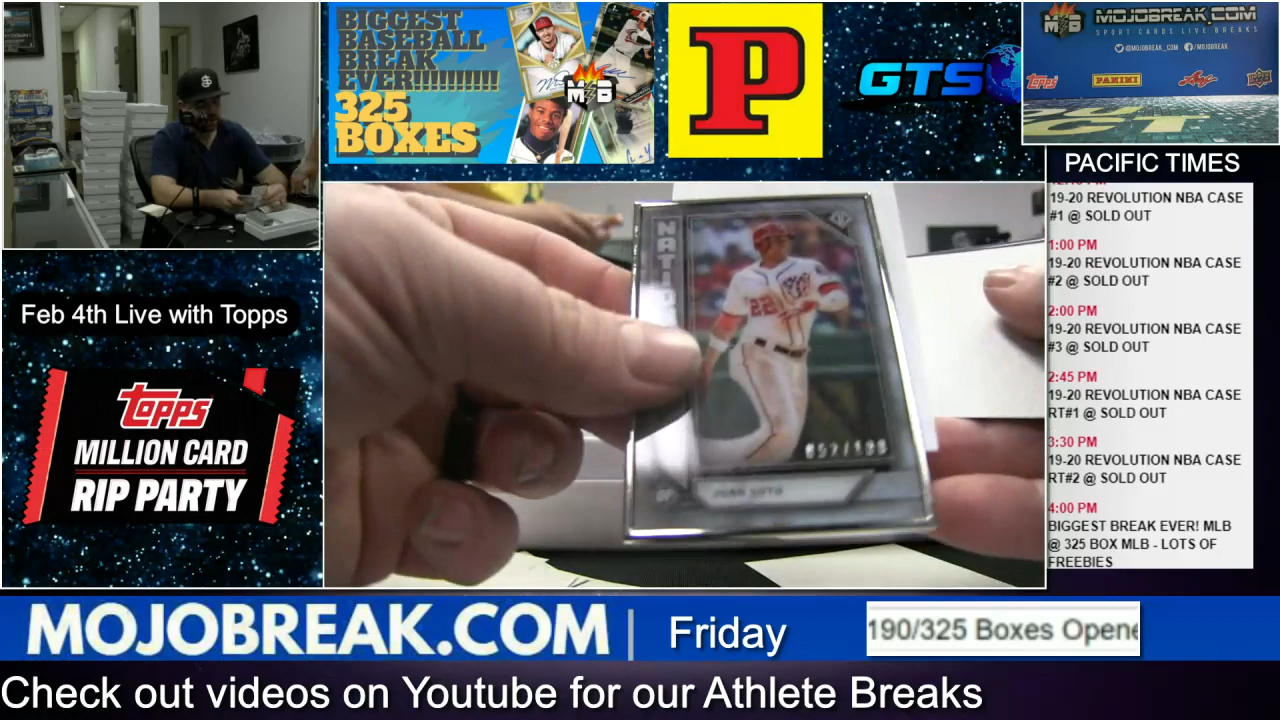 BIGGEST
BASEBALL
BREAK
EVER!!!!!!!!!!!
325
BOXES
MB
P
GTS
MB MOJOBREAK.COM
SPORT CARDS LIVE BREAKS
@MOJOBREAK_COM /MOJOBREAK
topps PANINI Leaf
PACIFIC TIMES
19-20 REVOLUTION NBA CASE
#1 @ SOLD OUT
1:00 PM
19-20 REVOLUTION NBA CASE
#2 @ SOLD OUT
2:00 PM
19-20 REVOLUTION NBA CASE
#3 @ SOLD OUT
2:45 PM
19-20 REVOLUTION NBA CASE
RT#1 @ SOLD OUT
3:30 PM
19-20 REVOLUTION NBA CASE
RT#2 @ SOLD OUT
4:00 PM
BIGGEST BREAK EVER! MLB
@ 325 BOX MLB - LOTS OF
FREEBIES
Feb 4th Live with Topps
topps
MILLION CARD
RIP PARTY
NATI
22
JUAN SOTO
MOJOBREAK.COM | Friday
190/325 Boxes Opene
Check out videos on Youtube for our Athlete Breaks